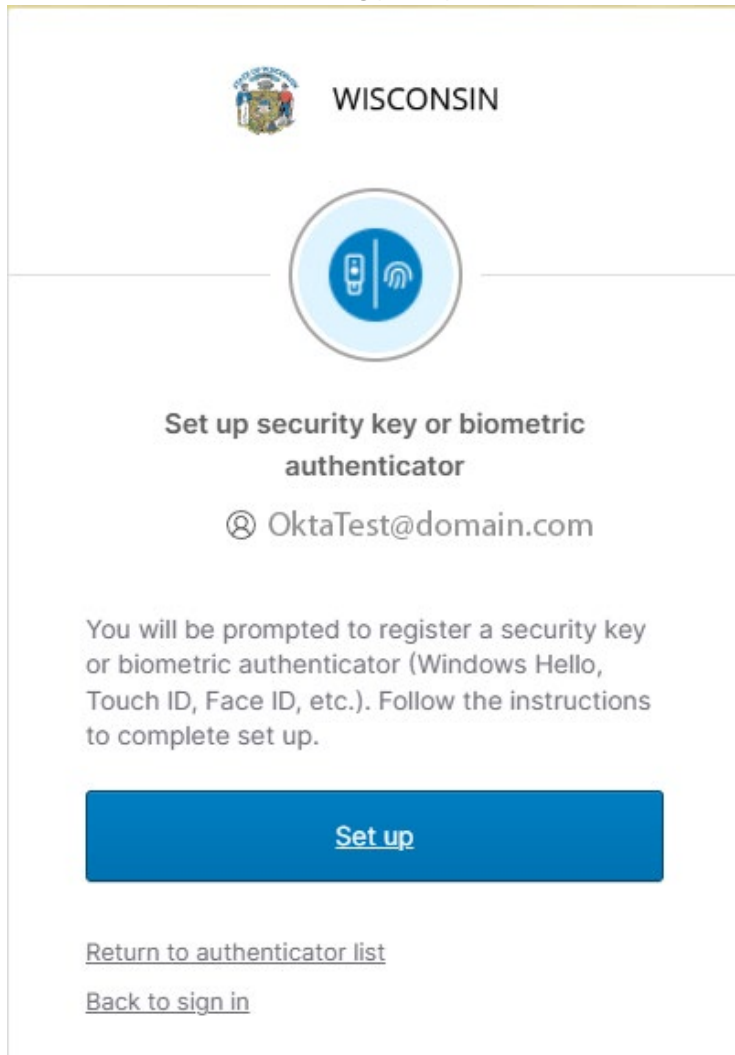 WISCONSIN
Set up security key or biometric
authenticator
OktaTest@domain.com
You will be prompted to register a security key
or biometric authenticator (Windows Hello,
Touch ID, Face ID, etc.). Follow the instructions
to complete set up.
Set up
Return to authenticator list
Back to sign in